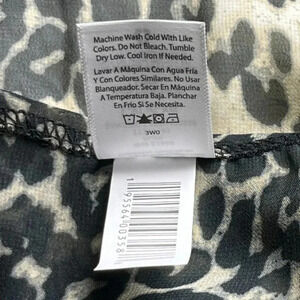 Machine Wash Cold With Like
Colors. Do Not Bleach. Tumble
Dry Low. Cool Iron If Needed.
Lavar A Máquina Con Agua Fría
Y Con Colores Similares. No Usar
Blanqueador. Secar En Máquina
A Temperatura Baja. Planchar
En Frío Si Se Necesita.
3W0